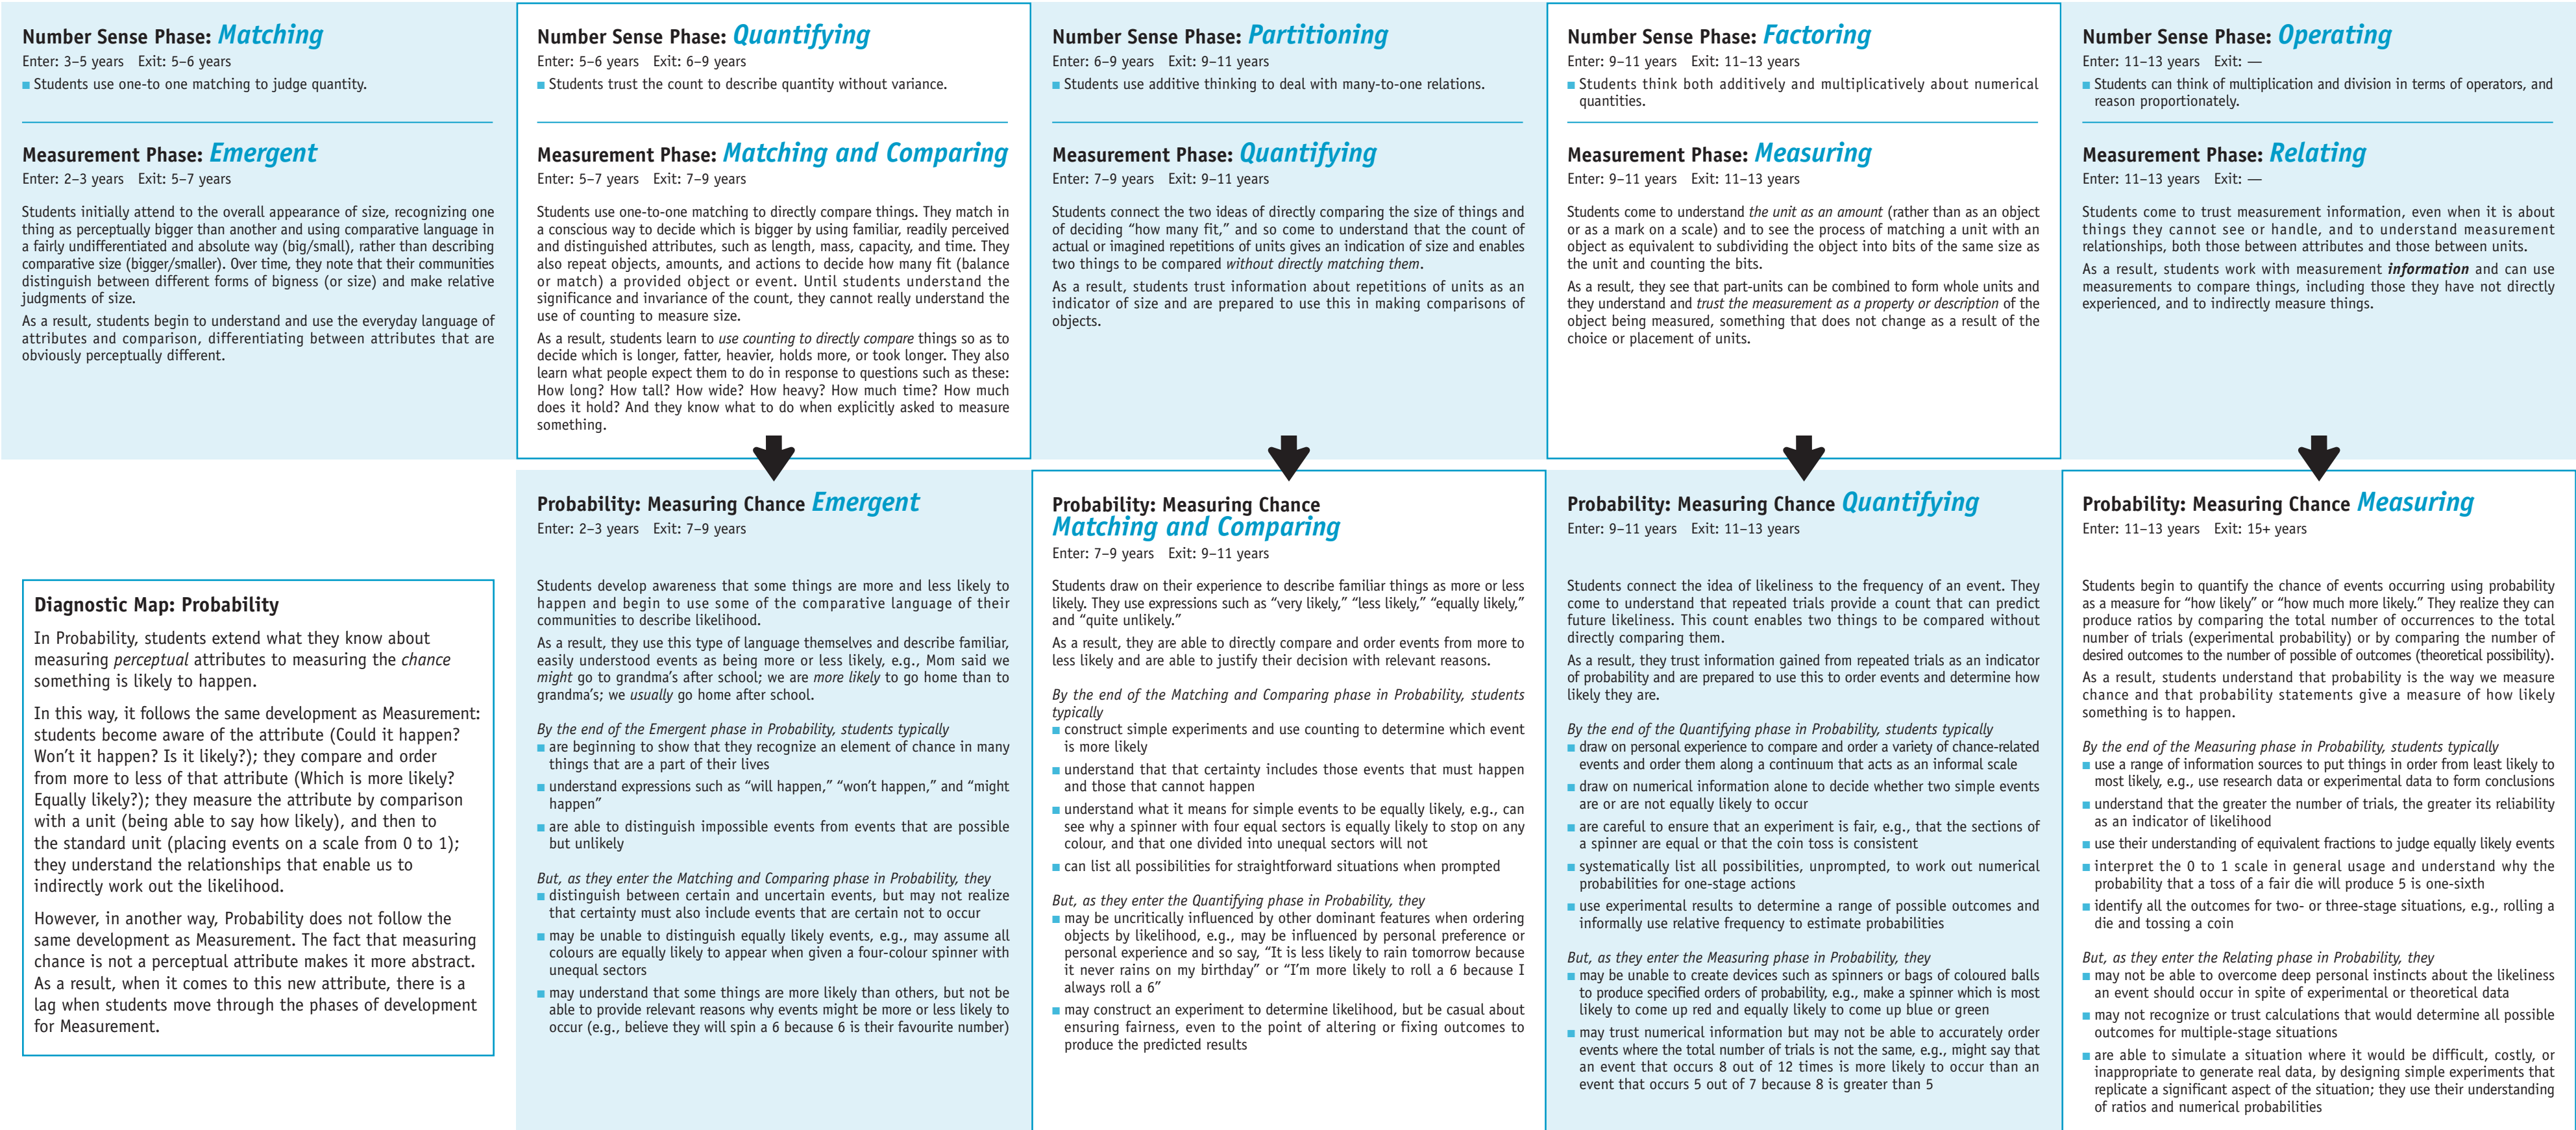 Number Sense Phase: Matching
Enter: 3–5 years Exit: 5–6 years
■ Students use one-to one matching to judge quantity.
Measurement Phase: Emergent
Enter: 2–3 years Exit: 5–7 years
Students initially attend to the overall appearance of size, recognizing one
thing as perceptually bigger than another and using comparative language in
a fairly undifferentiated and absolute way (big/small), rather than describing
comparative size (bigger/smaller). Over time, they note that their communities
distinguish between different forms of bigness (or size) and make relative
judgments of size.
As a result, students begin to understand and use the everyday language of
attributes and comparison, differentiating between attributes that are
obviously perceptually different.
Number Sense Phase: Quantifying
Enter: 5–6 years Exit: 6–9 years
■ Students trust the count to describe quantity without variance.
Measurement Phase: Matching and Comparing
Enter: 5–7 years Exit: 7–9 years
Students use one-to-one matching to directly compare things. They match in
a conscious way to decide which is bigger by using familiar, readily perceived
and distinguished attributes, such as length, mass, capacity, and time. They
also repeat objects, amounts, and actions to decide how many fit (balance
or match) a provided object or event. Until students understand the
significance and invariance of the count, they cannot really understand the
use of counting to measure size.
As a result, students learn to use counting to directly compare things so as to
decide which is longer, fatter, heavier, holds more, or took longer. They also
learn what people expect them to do in response to questions such as these:
How long? How tall? How wide? How heavy? How much time? How much
does it hold? And they know what to do when explicitly asked to measure
something.
Number Sense Phase: Partitioning
Enter: 6–9 years Exit: 9–11 years
■ Students use additive thinking to deal with many-to-one relations.
Measurement Phase: Quantifying
Enter: 7–9 years Exit: 9–11 years
Students connect the two ideas of directly comparing the size of things and
of deciding “how many fit,” and so come to understand that the count of
actual or imagined repetitions of units gives an indication of size and enables
two things to be compared without directly matching them.
As a result, students trust information about repetitions of units as an
indicator of size and are prepared to use this in making comparisons of
objects.
Number Sense Phase: Factoring
Enter: 9–11 years Exit: 11–13 years
■ Students think both additively and multiplicatively about numerical
quantities.
Measurement Phase: Measuring
Enter: 9–11 years Exit: 11–13 years
Students come to understand the unit as an amount (rather than as an object
or as a mark on a scale) and to see the process of matching a unit with an
object as equivalent to subdividing the object into bits of the same size as
the unit and counting the bits.
As a result, they see that part-units can be combined to form whole units and
they understand and trust the measurement as a property or description of the
object being measured, something that does not change as a result of the
choice or placement of units.
Number Sense Phase: Operating
Enter: 11–13 years Exit: —
■ Students can think of multiplication and division in terms of operators, and
reason proportionately.
Measurement Phase: Relating
Enter: 11–13 years Exit: —
Students come to trust measurement information, even when it is about
things they cannot see or handle, and to understand measurement
relationships, both those between attributes and those between units.
As a result, students work with measurement information and can use
measurements to compare things, including those they have not directly
experienced, and to indirectly measure things.
Diagnostic Map: Probability
In Probability, students extend what they know about
measuring perceptual attributes to measuring the chance
something is likely to happen.
In this way, it follows the same development as Measurement:
students become aware of the attribute (Could it happen?
Won’t it happen? Is it likely?); they compare and order
from more to less of that attribute (Which is more likely?
Equally likely?); they measure the attribute by comparison
with a unit (being able to say how likely), and then to
the standard unit (placing events on a scale from 0 to 1);
they understand the relationships that enable us to
indirectly work out the likelihood.
However, in another way, Probability does not follow the
same development as Measurement. The fact that measuring
chance is not a perceptual attribute makes it more abstract.
As a result, when it comes to this new attribute, there is a
lag when students move through the phases of development
for Measurement.
Probability: Measuring Chance Emergent
Enter: 2–3 years Exit: 7–9 years
Students develop awareness that some things are more and less likely to
happen and begin to use some of the comparative language of their
communities to describe likelihood.
As a result, they use this type of language themselves and describe familiar,
easily understood events as being more or less likely, e.g., Mom said we
might go to grandma’s after school; we are more likely to go home than to
grandma’s; we usually go home after school.
By the end of the Emergent phase in Probability, students typically
■ are beginning to show that they recognize an element of chance in many
things that are a part of their lives
■ understand expressions such as “will happen,” “won’t happen,” and “might
happen”
■ are able to distinguish impossible events from events that are possible
but unlikely
But, as they enter the Matching and Comparing phase in Probability, they
■ distinguish between certain and uncertain events, but may not realize
that certainty must also include events that are certain not to occur
■ may be unable to distinguish equally likely events, e.g., may assume all
colours are equally likely to appear when given a four-colour spinner with
unequal sectors
■ may understand that some things are more likely than others, but not be
able to provide relevant reasons why events might be more or less likely to
occur (e.g., believe they will spin a 6 because 6 is their favourite number)
Probability: Measuring Chance
Matching and Comparing
Enter: 7–9 years Exit: 9–11 years
Students draw on their experience to describe familiar things as more or less
likely. They use expressions such as “very likely,” “less likely,” “equally likely,”
and “quite unlikely.”
As a result, they are able to directly compare and order events from more to
less likely and are able to justify their decision with relevant reasons.
By the end of the Matching and Comparing phase in Probability, students
typically
■ construct simple experiments and use counting to determine which event
is more likely
■ understand that that certainty includes those events that must happen
and those that cannot happen
■ understand what it means for simple events to be equally likely, e.g., can
see why a spinner with four equal sectors is equally likely to stop on any
colour, and that one divided into unequal sectors will not
■ can list all possibilities for straightforward situations when prompted
But, as they enter the Quantifying phase in Probability, they
■ may be uncritically influenced by other dominant features when ordering
objects by likelihood, e.g., may be influenced by personal preference or
personal experience and so say, “It is less likely to rain tomorrow because
it never rains on my birthday” or “I’m more likely to roll a 6 because I
always roll a 6”
■ may construct an experiment to determine likelihood, but be casual about
ensuring fairness, even to the point of altering or fixing outcomes to
produce the predicted results
Probability: Measuring Chance Quantifying
Enter: 9–11 years Exit: 11–13 years
Students connect the idea of likeliness to the frequency of an event. They
come to understand that repeated trials provide a count that can predict
future likeliness. This count enables two things to be compared without
directly comparing them.
As a result, they trust information gained from repeated trials as an indicator
of probability and are prepared to use this to order events and determine how
likely they are.
By the end of the Quantifying phase in Probability, students typically
■ draw on personal experience to compare and order a variety of chance-related
events and order them along a continuum that acts as an informal scale
■ draw on numerical information alone to decide whether two simple events
are or are not equally likely to occur
■ are careful to ensure that an experiment is fair, e.g., that the sections of
a spinner are equal or that the coin toss is consistent
■ systematically list all possibilities, unprompted, to work out numerical
probabilities for one-stage actions
■ use experimental results to determine a range of possible outcomes and
informally use relative frequency to estimate probabilities
But, as they enter the Measuring phase in Probability, they
■ may be unable to create devices such as spinners or bags of coloured balls
to produce specified orders of probability, e.g., make a spinner which is most
likely to come up red and equally likely to come up blue or green
■ may trust numerical information but may not be able to accurately order
events where the total number of trials is not the same, e.g., might say that
an event that occurs 8 out of 12 times is more likely to occur than an
event that occurs 5 out of 7 because 8 is greater than 5
Probability: Measuring Chance Measuring
Enter: 11–13 years Exit: 15+ years
Students begin to quantify the chance of events occurring using probability
as a measure for “how likely” or “how much more likely.” They realize they can
produce ratios by comparing the total number of occurrences to the total
number of trials (experimental probability) or by comparing the number of
desired outcomes to the number of possible of outcomes (theoretical possibility).
As a result, students understand that probability is the way we measure
chance and that probability statements give a measure of how likely
something is to happen.
By the end of the Measuring phase in Probability, students typically
■ use a range of information sources to put things in order from least likely to
most likely, e.g., use research data or experimental data to form conclusions
■ understand that the greater the number of trials, the greater its reliability
as an indicator of likelihood
■ use their understanding of equivalent fractions to judge equally likely events
■ interpret the 0 to 1 scale in general usage and understand why the
probability that a toss of a fair die will produce 5 is one-sixth
■ identify all the outcomes for two- or three-stage situations, e.g., rolling a
die and tossing a coin
But, as they enter the Relating phase in Probability, they
■ may not be able to overcome deep personal instincts about the likeliness
an event should occur in spite of experimental or theoretical data
■ may not recognize or trust calculations that would determine all possible
outcomes for multiple-stage situations
■ are able to simulate a situation where it would be difficult, costly, or
inappropriate to generate real data, by designing simple experiments that
replicate a significant aspect of the situation; they use their understanding
of ratios and numerical probabilities